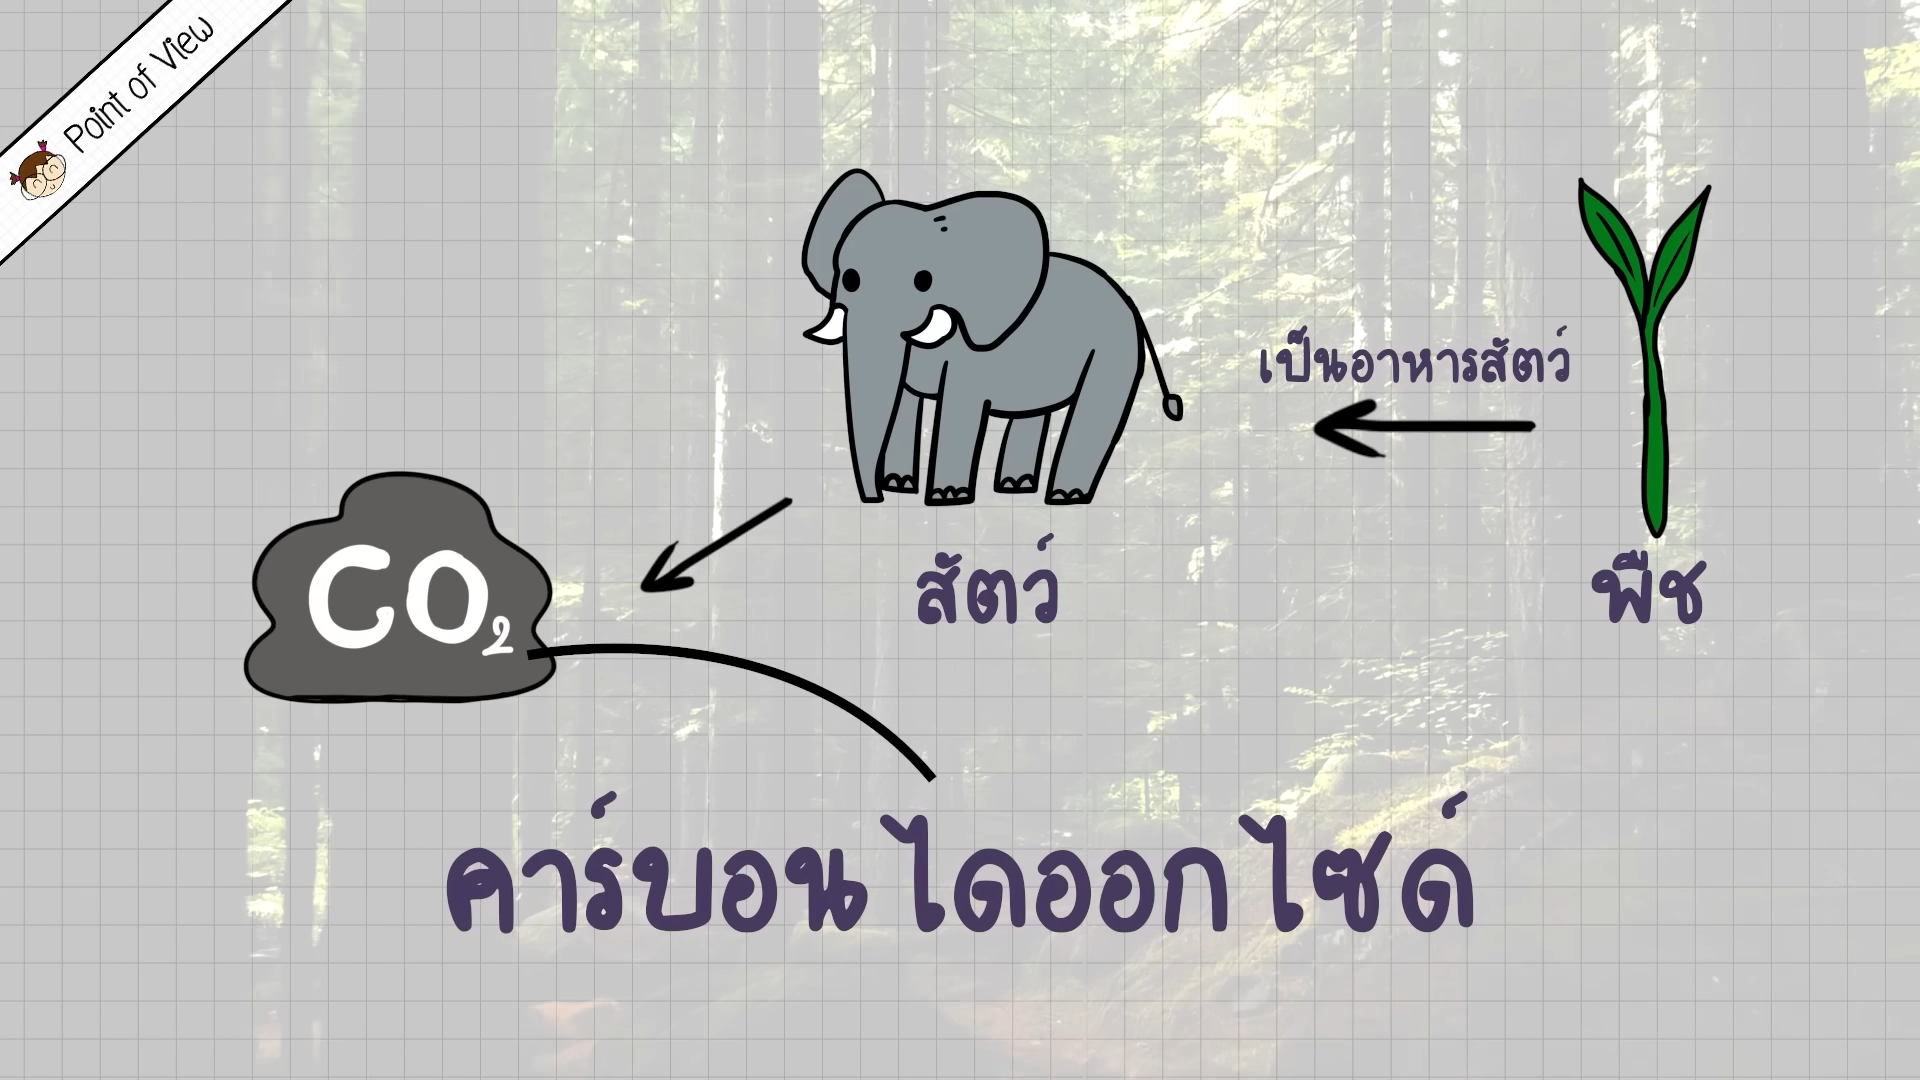 Point of View
เป็นอาหารสัตว์
สัตว์
พืช
CO₂
คาร์บอนไดออกไซด์